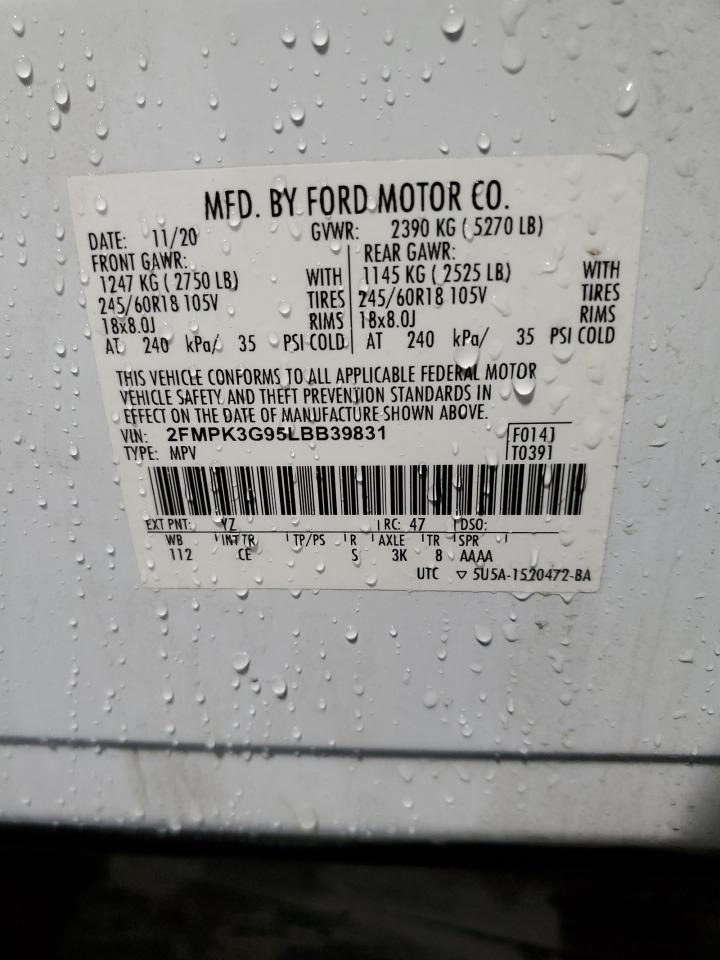 MFD. BY FORD MOTOR CO.
DATE: 11/20 GVWR: 2390 KG ( 5270 LB)
FRONT GAWR: REAR GAWR:
1247 KG ( 2750 LB) WITH 1145 KG ( 2525 LB) WITH
245/60R18 105V TIRES 245/60R18 105V TIRES
18x8.0J RIMS 18x8.0J RIMS
AT 240 kPa/ 35 PSI COLD AT 240 kPa/ 35 PSI COLD
THIS VEHICLE CONFORMS TO ALL APPLICABLE FEDERAL MOTOR
VEHICLE SAFETY AND THEFT PREVENTION STANDARDS IN
EFFECT ON THE DATE OF MANUFACTURE SHOWN ABOVE.
VIN: 2FMPK3G95LBB39831 F0141
TYPE: MPV T0391
EXT PNT: YZ RC: 47 DSO:
WB INT TR TP/PS R AXLE TR SPR
112 CE S 3K 8 AAAA
UTC ▽ 5U5A-1520472-BA